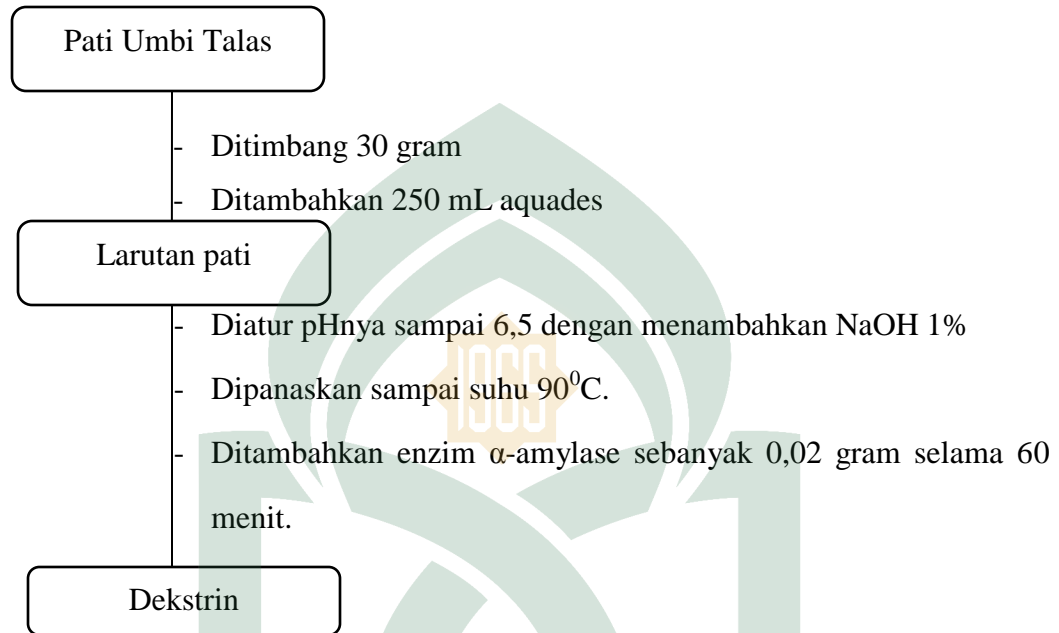 Pati Umbi Talas
- Ditimbang 30 gram
- Ditambahkan 250 mL aquades
Larutan pati
- Diatur pHnya sampai 6,5 dengan menambahkan NaOH 1%
- Dipanaskan sampai suhu 90⁰C.
- Ditambahkan enzim α-amylase sebanyak 0,02 gram selama 60
menit.
Dekstrin